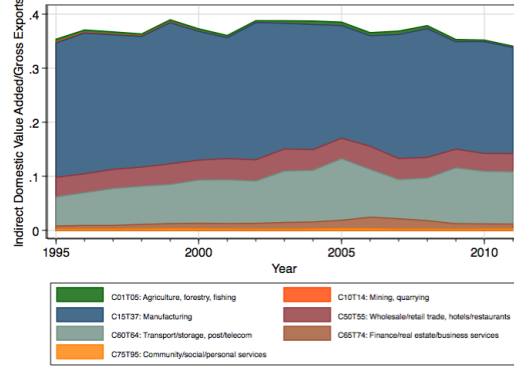 Indirect Domestic Value Added/Gross Exports
.4
.3
.2
.1
0
1995
2000
2005
2010
Year
C01T05: Agriculture, forestry, fishing
C10T14: Mining, quarrying
C15T37: Manufacturing
C50T55: Wholesale/retail trade, hotels/restaurants
C60T64: Transport/storage, post/telecom
C65T74: Finance/real estate/business services
C75T95: Community/social/personal services